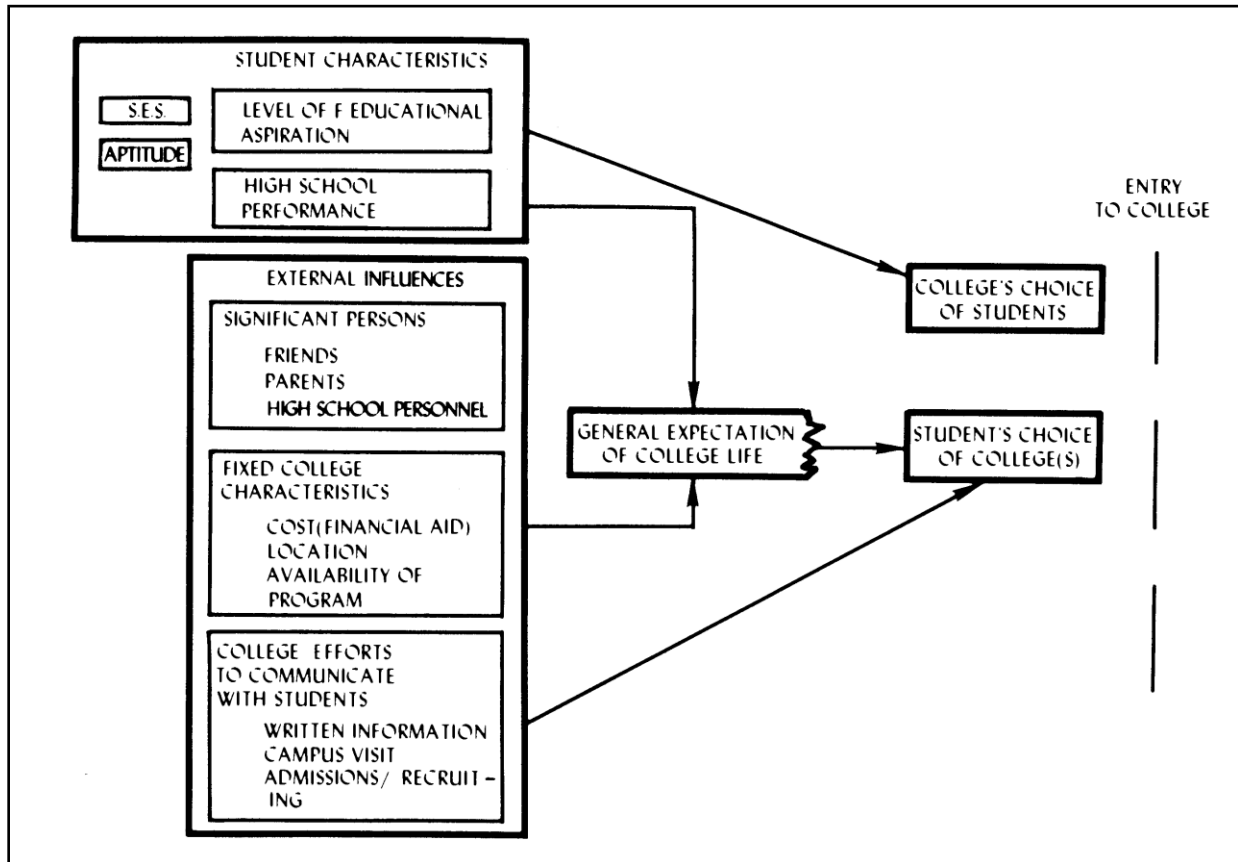 STUDENT CHARACTERISTICS
S.E.S.
APTITUDE
LEVEL OF F EDUCATIONAL
ASPIRATION
HIGH SCHOOL
PERFORMANCE
EXTERNAL INFLUENCES
SIGNIFICANT PERSONS
FRIENDS
PARENTS
HIGH SCHOOL PERSONNEL
FIXED COLLEGE
CHARACTERISTICS
COST(FINANCIAL AID)
LOCATION
AVAILABILITY OF
PROGRAM
COLLEGE EFFORTS
TO COMMUNICATE
WITH STUDENTS
WRITTEN INFORMATION
CAMPUS VISIT
ADMISSIONS/ RECRUIT -
ING
GENERAL EXPECTATION
OF COLLEGE LIFE
COLLEGE'S CHOICE
OF STUDENTS
STUDENT'S CHOICE
OF COLLEGE(S)
ENTRY
TO COLLEGE